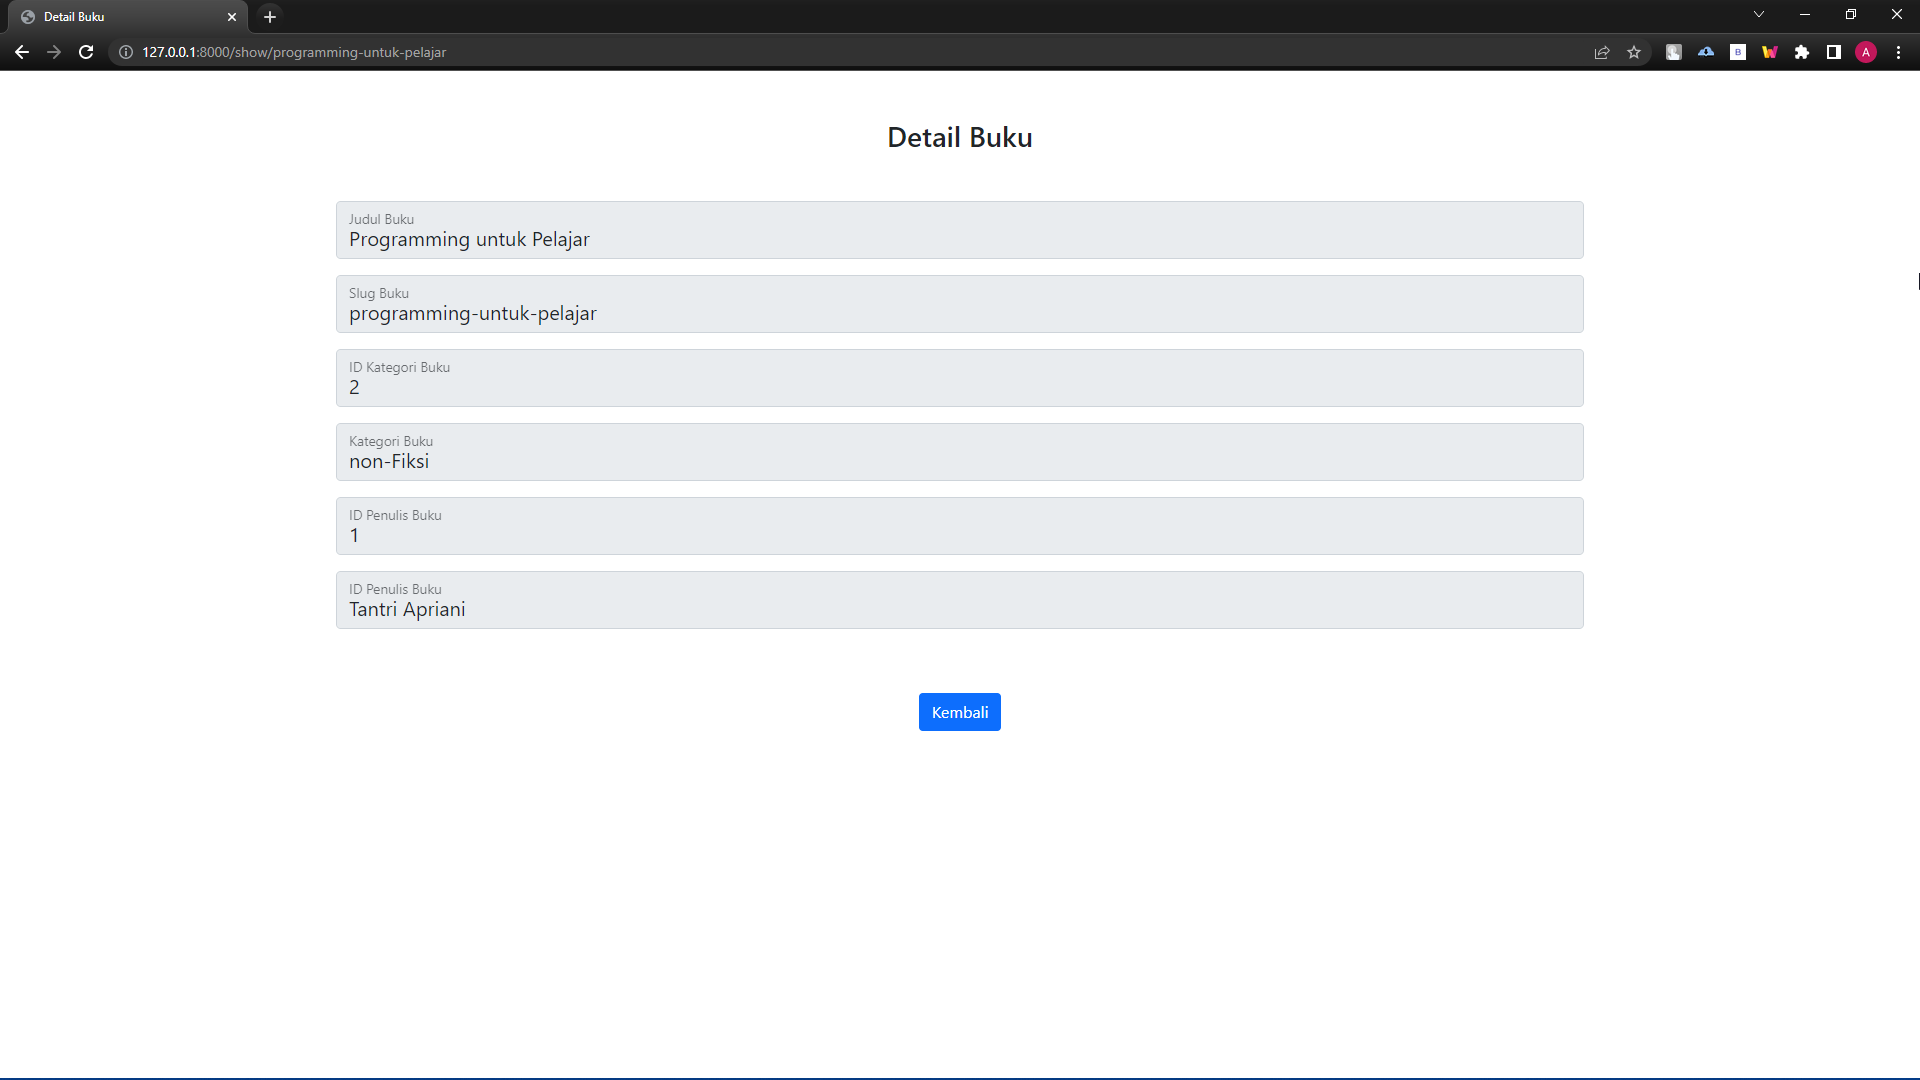 Detail Buku
127.0.0.1:8000/show/programming-untuk-pelajar
B
A
Detail Buku
Judul Buku
Programming untuk Pelajar
Slug Buku
programming-untuk-pelajar
ID Kategori Buku
2
Kategori Buku
non-Fiksi
ID Penulis Buku
1
ID Penulis Buku
Tantri Apriani
Kembali